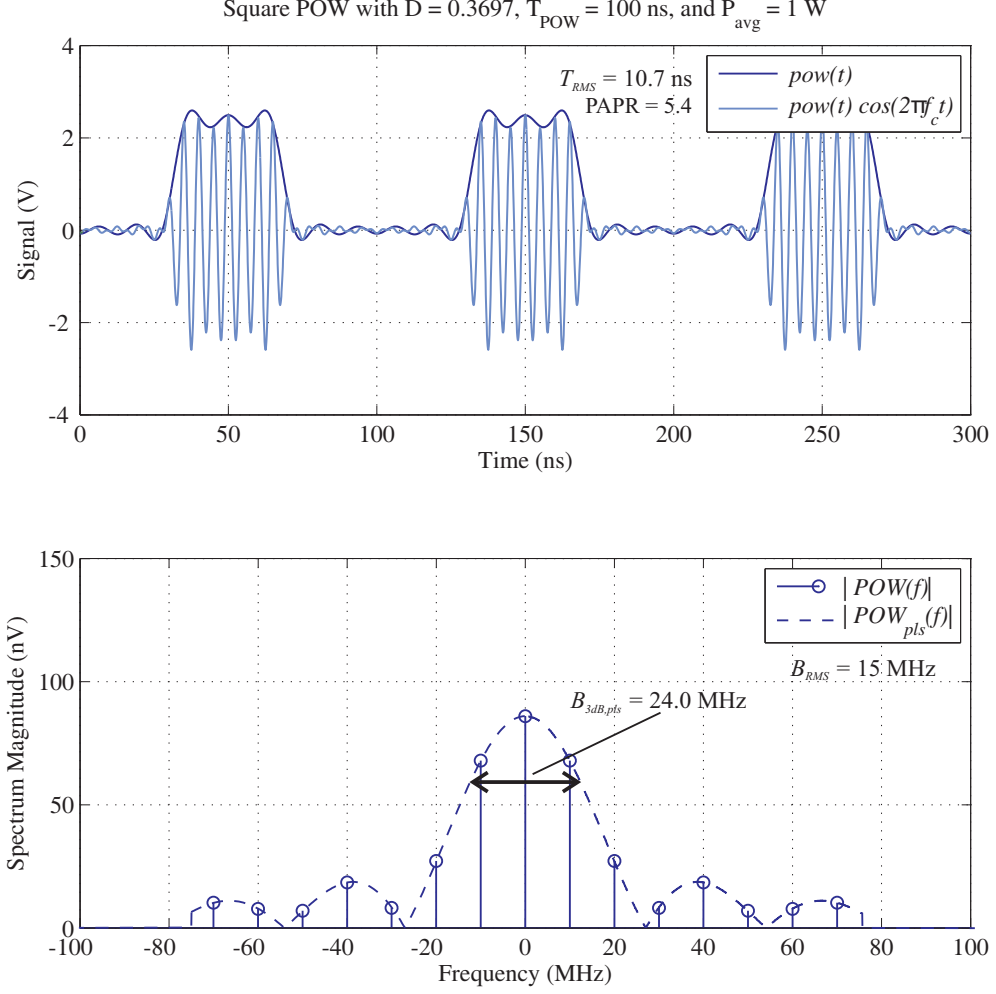 Square POW with D = 0.3697, T_POW = 100 ns, and P_avg = 1 W
4
2
0
-2
-4
Signal (V)
T_RMS = 10.7 ns
PAPR = 5.4
pow(t)
pow(t) cos(2πf_c t)
0
50
100
150
200
250
300
Time (ns)
150
100
50
0
Spectrum Magnitude (nV)
| POW(f)|
| POW_pls(f)|
B_RMS = 15 MHz
B_3dB,pls = 24.0 MHz
-100
-80
-60
-40
-20
0
20
40
60
80
100
Frequency (MHz)